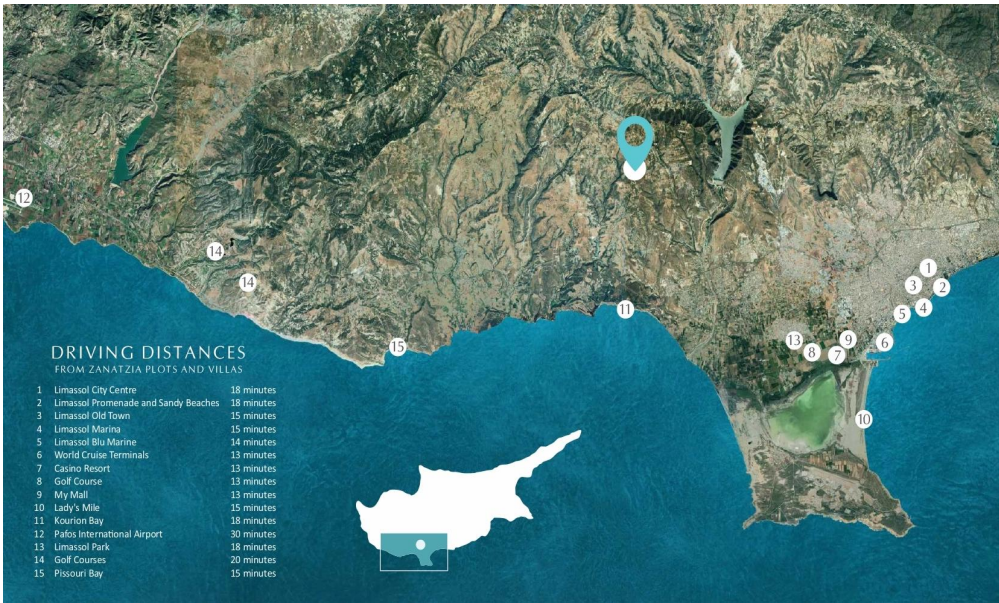 12
14
14
15
11
1
3
2
4
5
6
9
13
8
7
10
DRIVING DISTANCES
FROM ZANATZIA PLOTS AND VILLAS
1 Limassol City Centre 18 minutes
2 Limassol Promenade and Sandy Beaches 18 minutes
3 Limassol Old Town 15 minutes
4 Limassol Marina 15 minutes
5 Limassol Blu Marine 14 minutes
6 World Cruise Terminals 13 minutes
7 Casino Resort 13 minutes
8 Golf Course 13 minutes
9 My Mall 13 minutes
10 Lady's Mile 15 minutes
11 Kourion Bay 18 minutes
12 Pafos International Airport 30 minutes
13 Limassol Park 18 minutes
14 Golf Courses 20 minutes
15 Pissouri Bay 15 minutes